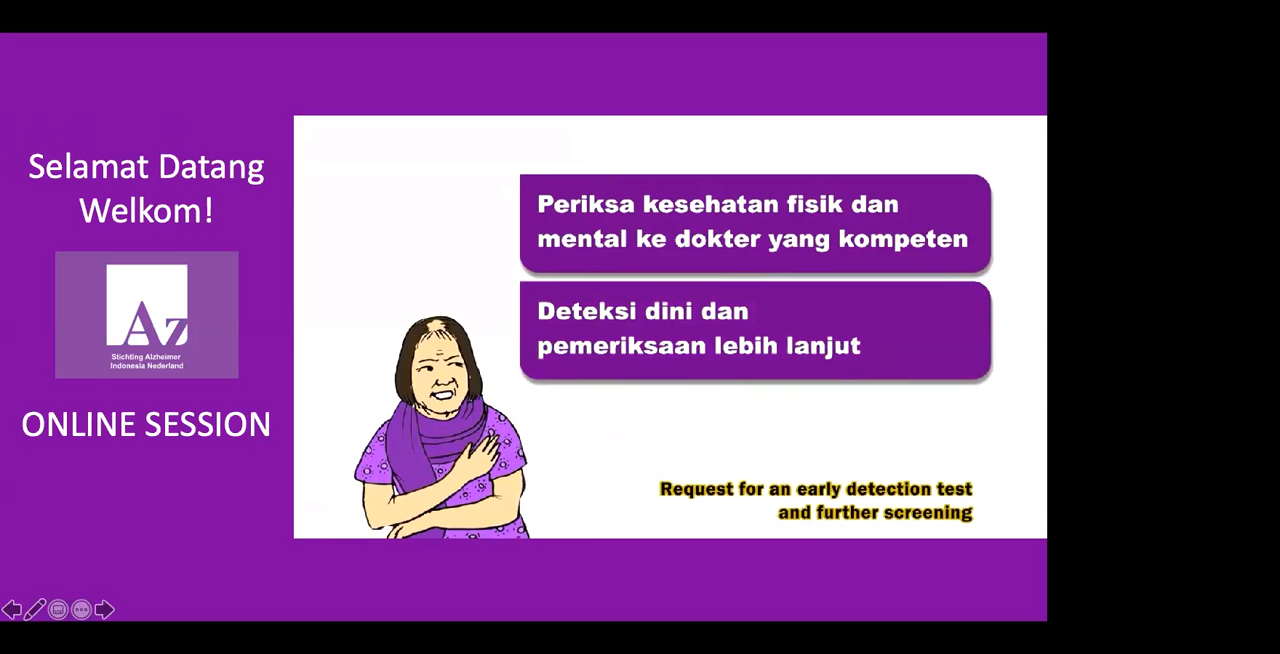 Selamat Datang
Welkom!
Az
Stichting Alzheimer
Indonesia Nederland
ONLINE SESSION
Periksa kesehatan fisik dan
mental ke dokter yang kompeten
Deteksi dini dan
pemeriksaan lebih lanjut
Request for an early detection test
and further screening